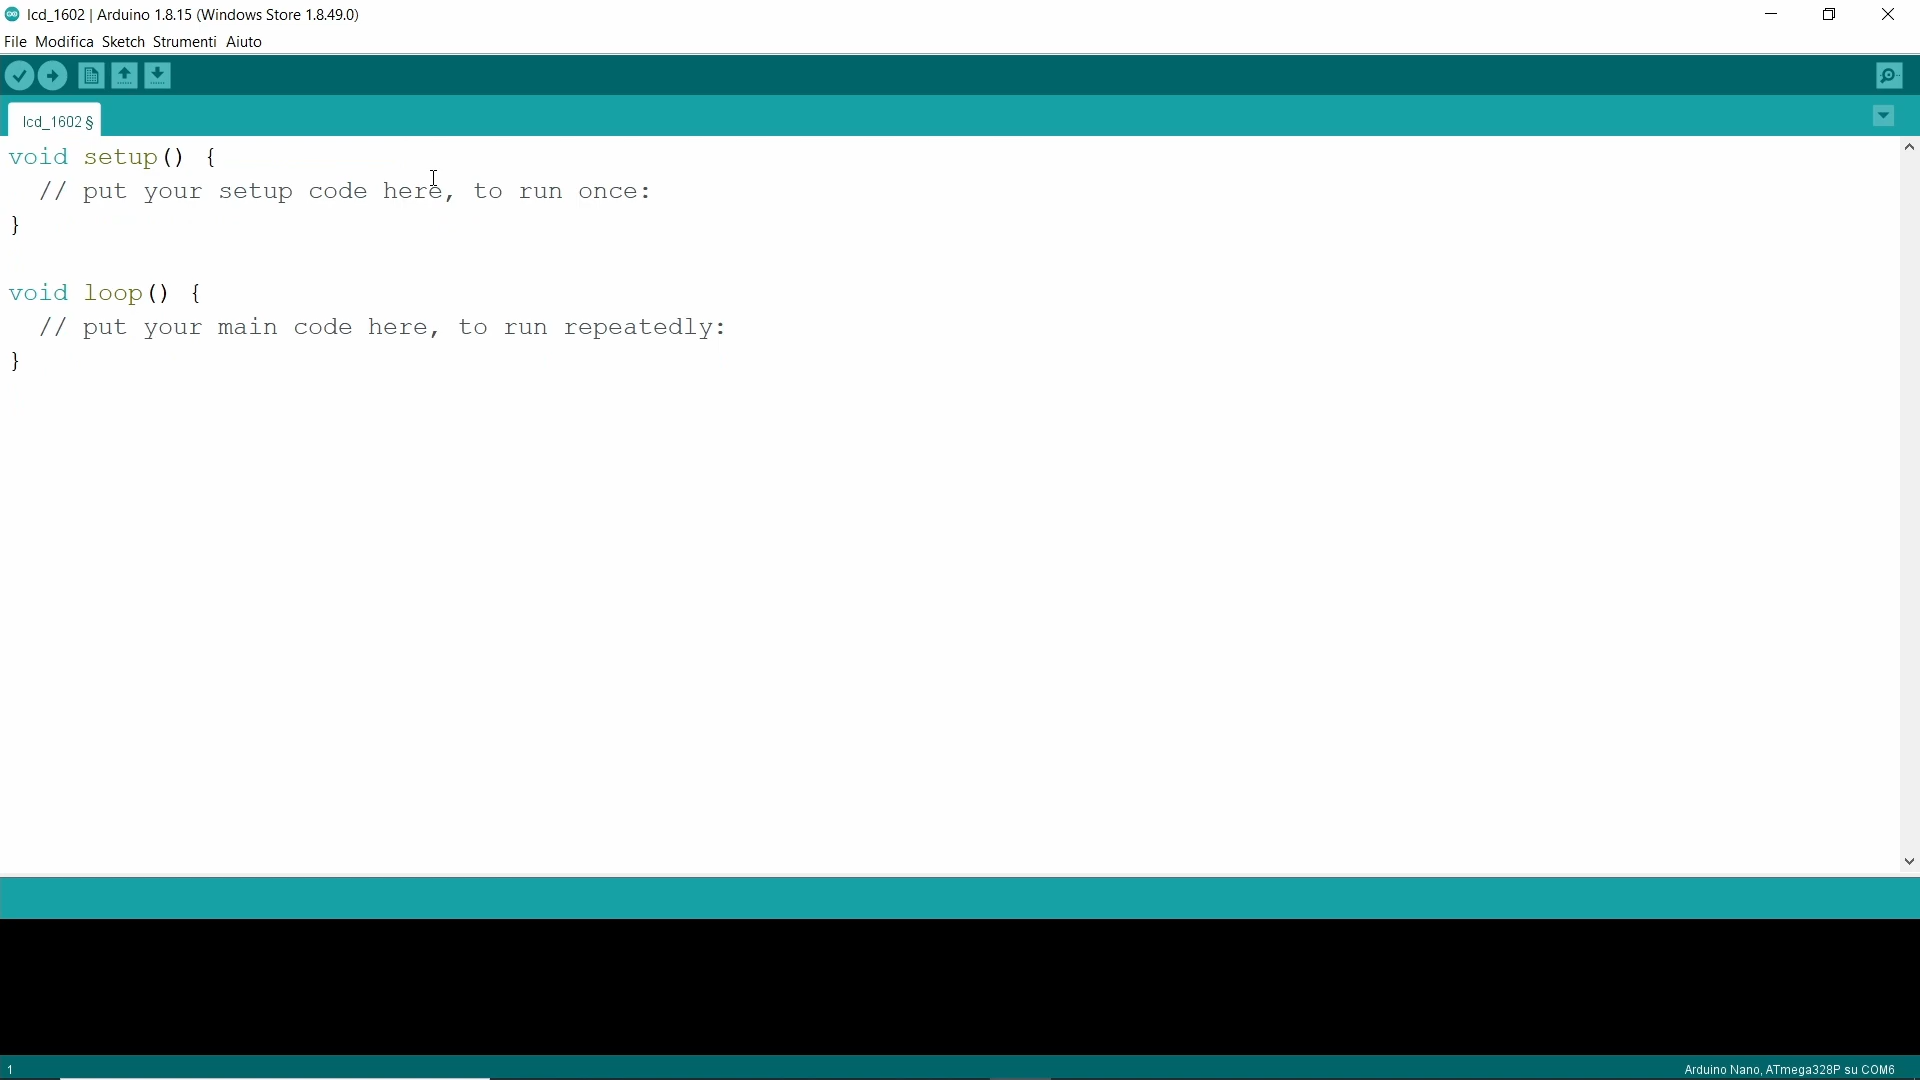 lcd_1602 | Arduino 1.8.15 (Windows Store 1.8.49.0)
File Modifica Sketch Strumenti Aiuto
lcd_1602 §
void setup() {
  // put your setup code here, to run once:
}
void loop() {
  // put your main code here, to run repeatedly:
}
1
Arduino Nano, ATmega328P su COM6